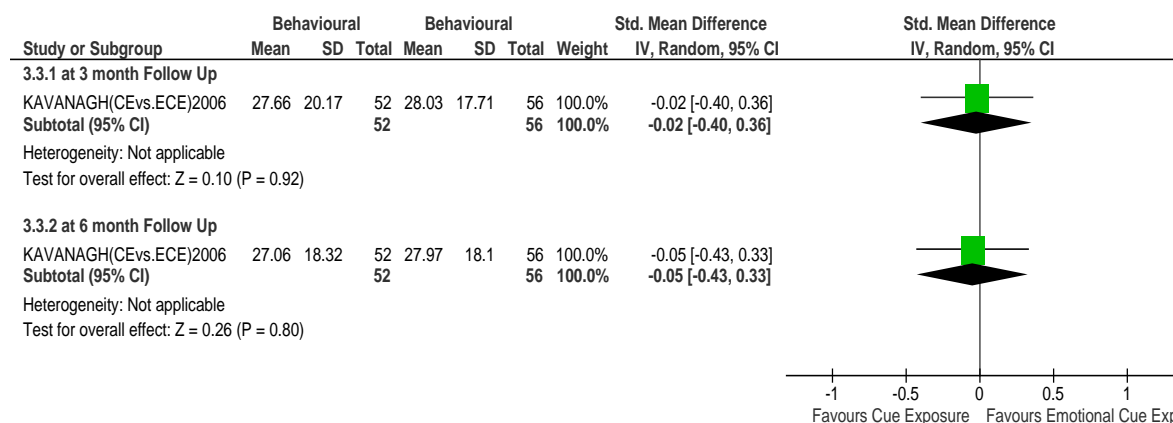 Behavioural Behavioural Std. Mean Difference Std. Mean Difference
Study or Subgroup Mean SD Total Mean SD Total Weight IV, Random, 95% CI IV, Random, 95% CI
3.3.1 at 3 month Follow Up
KAVANAGH(CEvs.ECE)2006 27.66 20.17 52 28.03 17.71 56 100.0% -0.02 [-0.40, 0.36]
Subtotal (95% CI) 52 56 100.0% -0.02 [-0.40, 0.36]
Heterogeneity: Not applicable
Test for overall effect: Z = 0.10 (P = 0.92)
3.3.2 at 6 month Follow Up
KAVANAGH(CEvs.ECE)2006 27.06 18.32 52 27.97 18.1 56 100.0% -0.05 [-0.43, 0.33]
Subtotal (95% CI) 52 56 100.0% -0.05 [-0.43, 0.33]
Heterogeneity: Not applicable
Test for overall effect: Z = 0.26 (P = 0.80)
-1 -0.5 0 0.5 1
Favours Cue Exposure Favours Emotional Cue Exp